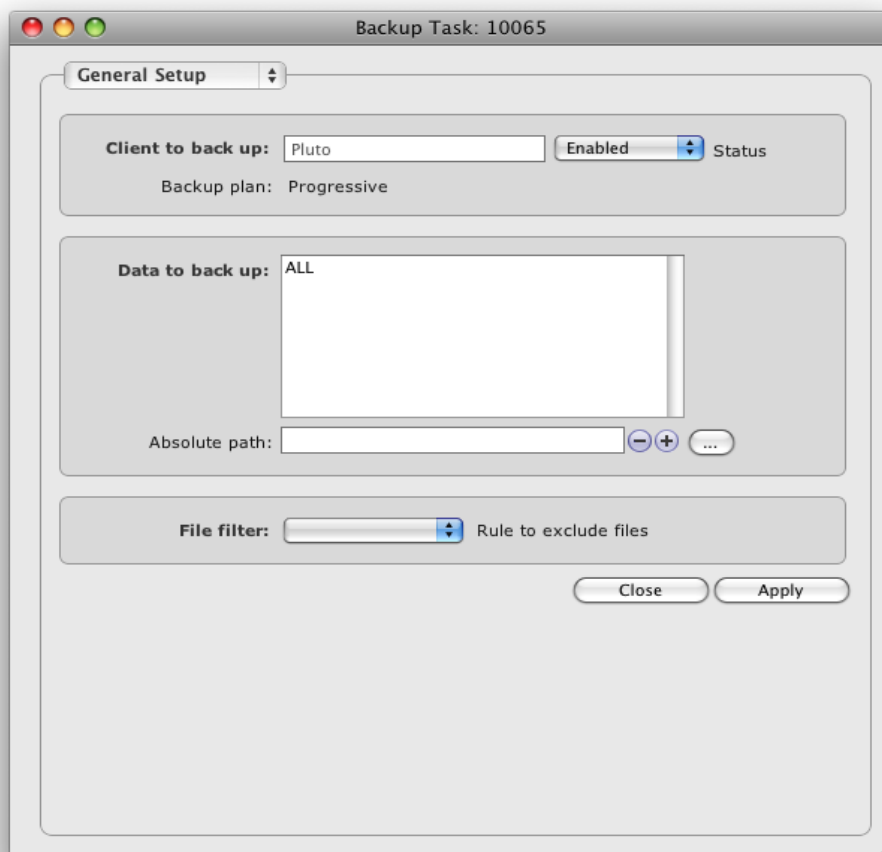 Backup Task: 10065
General Setup
Client to back up: Pluto Enabled Status
Backup plan: Progressive
Data to back up: ALL
Absolute path: ...
File filter: Rule to exclude files
Close Apply